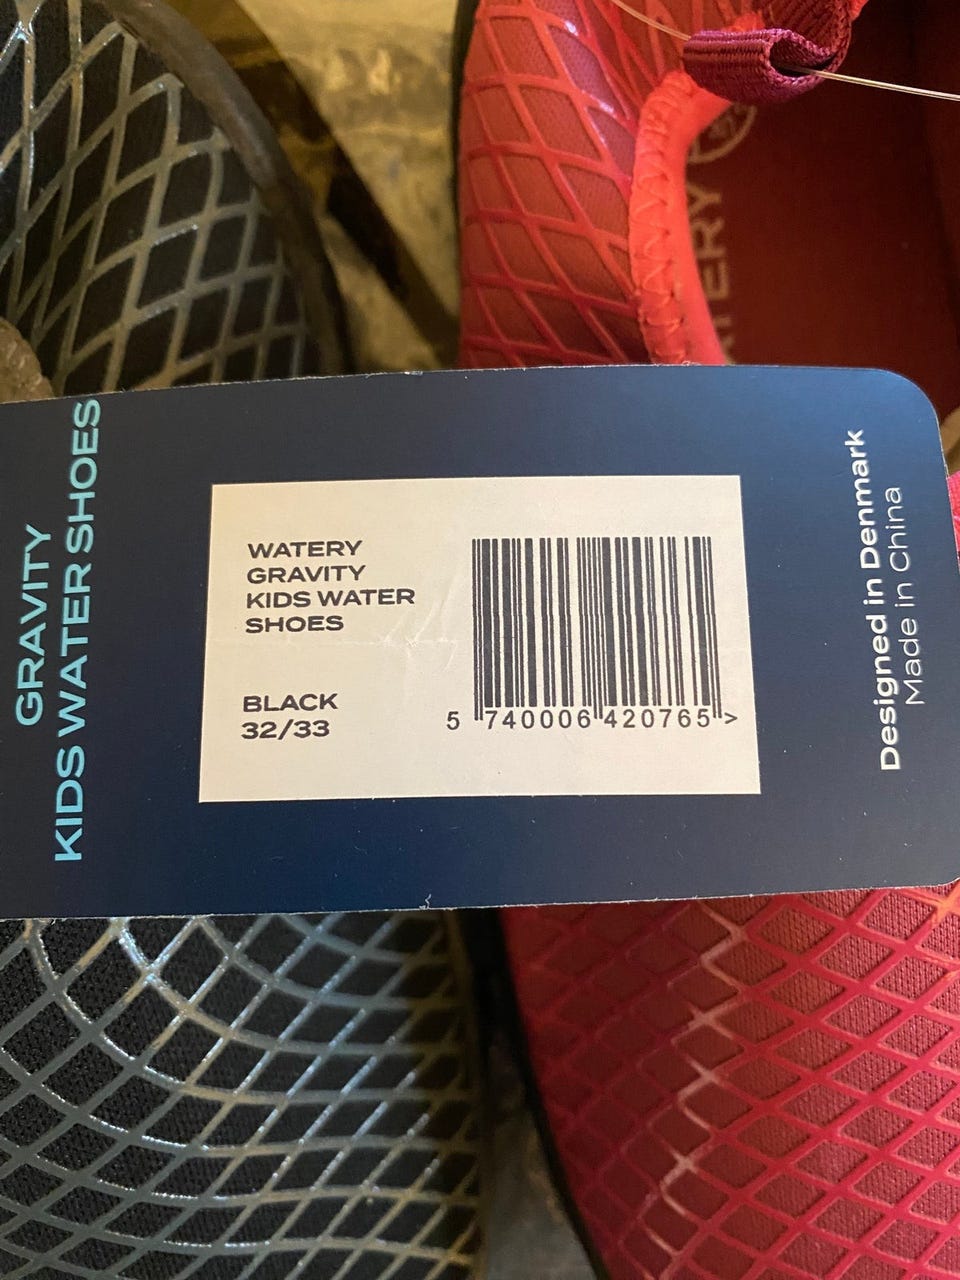 GRAVITY
KIDS WATER SHOES
WATERY
GRAVITY
KIDS WATER
SHOES
BLACK
32/33
5 740006 420765 >
Designed in Denmark
Made in China